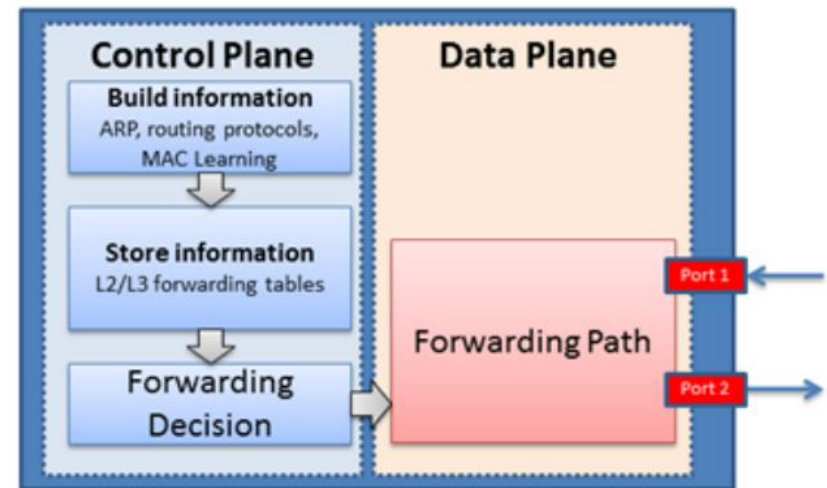 Control Plane
Build information
ARP, routing protocols,
MAC Learning
Store information
L2/L3 forwarding tables
Forwarding
Decision
Data Plane
Forwarding Path
Port 1
Port 2